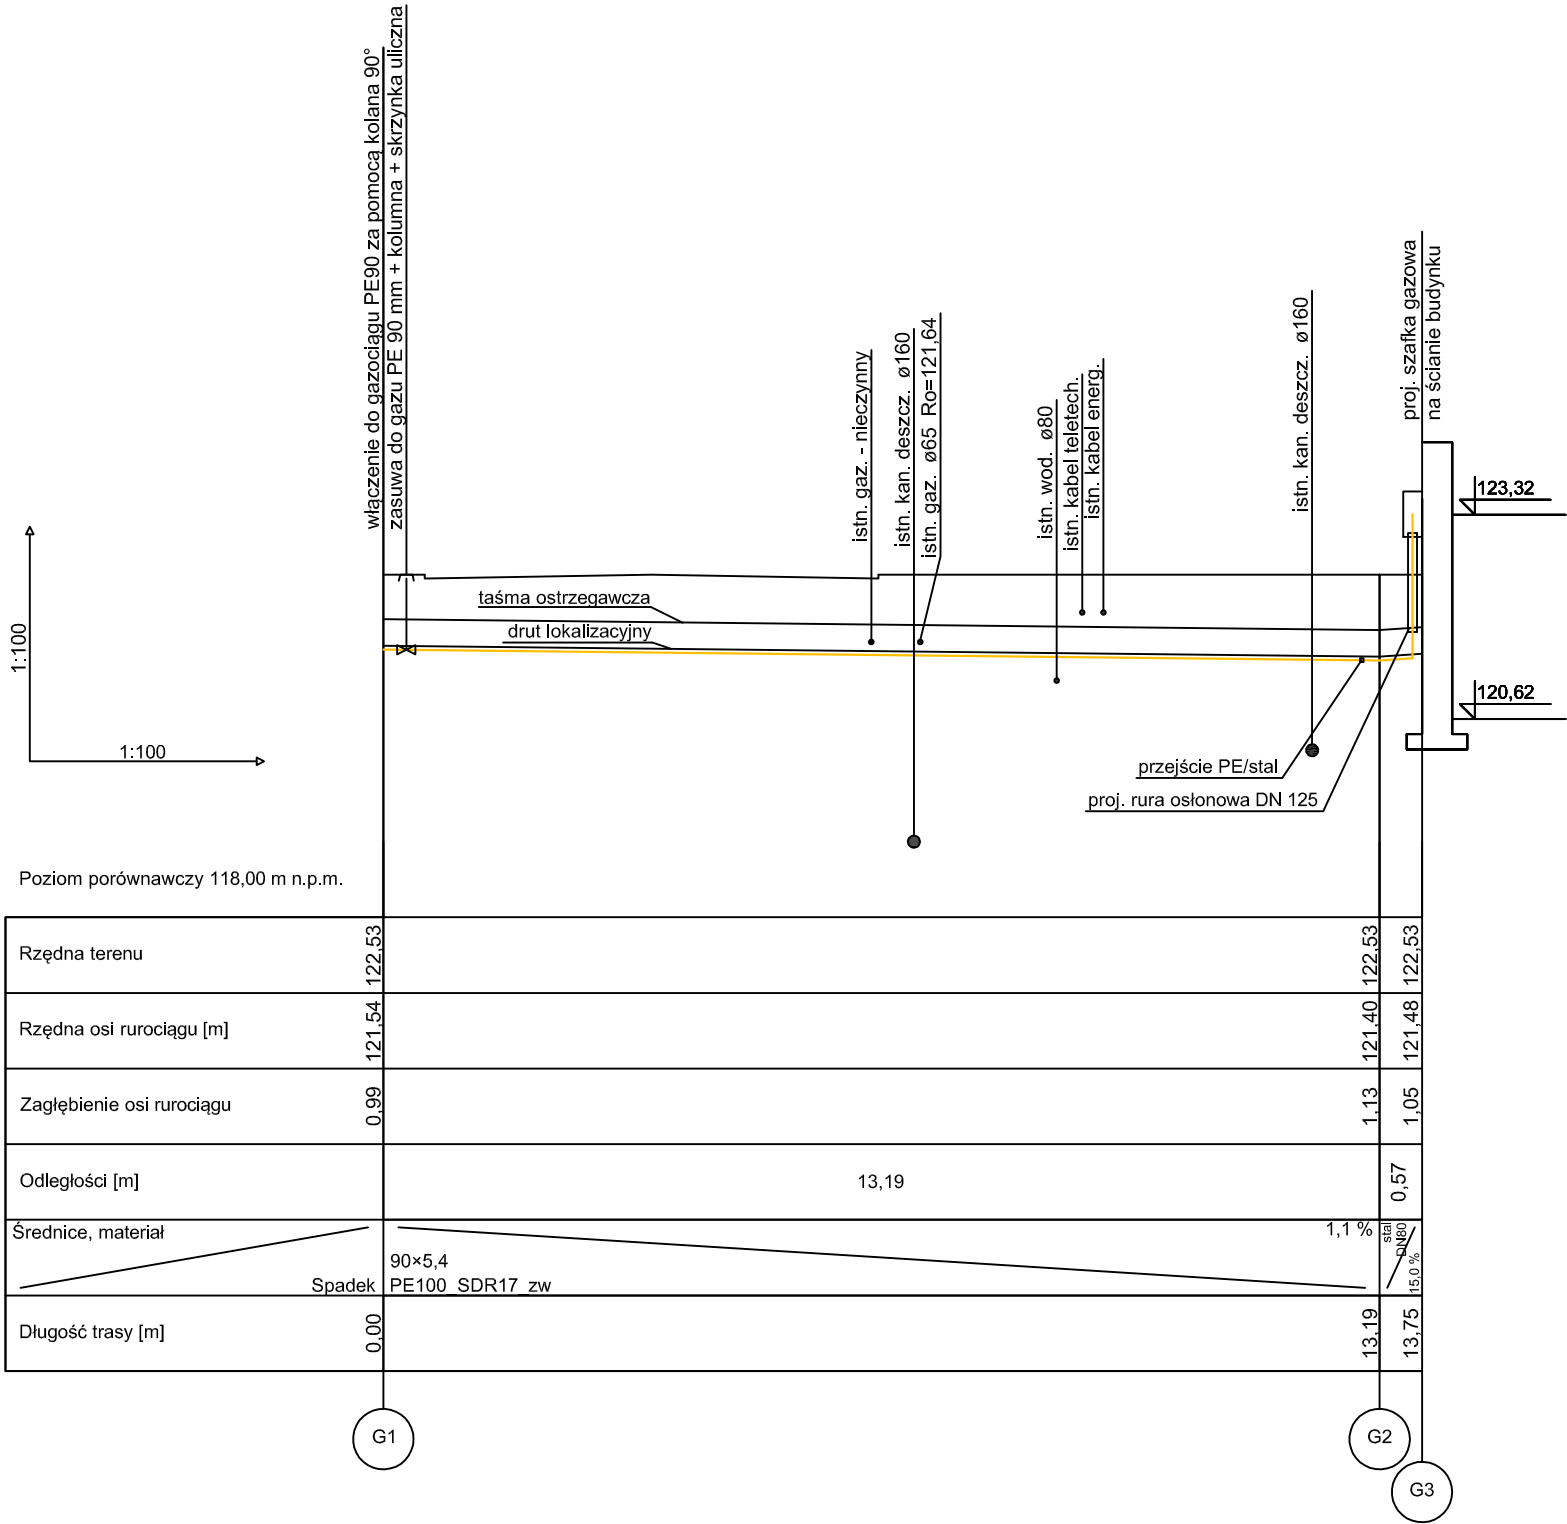 włączenie do gazociągu PE90 za pomocą kolana 90°
zasuwa do gazu PE 90 mm + kolumna + skrzynka uliczna
istn. gaz. - nieczynny
istn. kan. deszcz. ø160
istn. gaz. ø65 Ro=121,64
istn. wod. ø80
istn. kabel teletech.
istn. kabel energ.
istn. kan. deszcz. ø160
proj. szafka gazowa
na ścianie budynku
123,32
taśma ostrzegawcza
drut lokalizacyjny
1:100
1:100
120,62
przejście PE/stal
proj. rura osłonowa DN 125
Poziom porównawczy 118,00 m n.p.m.
Rzędna terenu 122,53 122,53 122,53
Rzędna osi rurociągu [m] 121,54 121,40 121,48
Zagłębienie osi rurociągu 0,99 1,13 1,05
Odległości [m] 13,19 0,57
Średnice, materiał 1,1 % stal
DN80
90×5,4
15,0 %
Spadek PE100_SDR17_zw
Długość trasy [m] 0,00 13,19 13,75
G1 G2
G3